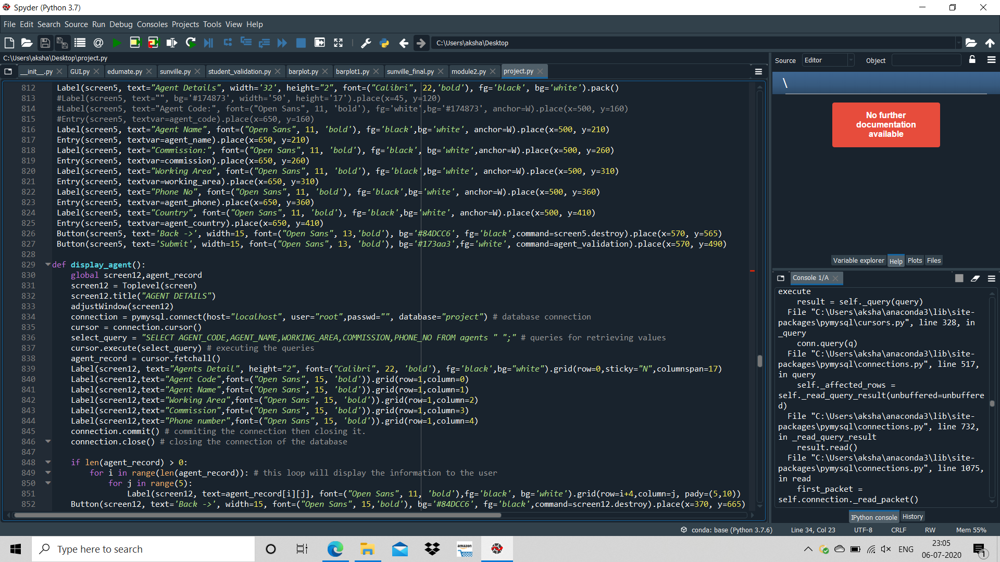 Spyder (Python 3.7)
File Edit Search Source Run Debug Consoles Projects Tools View Help
C:\Users\aksha\Desktop
C:\Users\aksha\Desktop\project.py
__init__.py GUI.py edumate.py sunville.py student_validation.py barplot.py barplot1.py sunville_final.py module2.py project.py
812 Label(screen5, text="Agent Details", width='32', height="2", font=("Calibri", 22,'bold'), fg='black', bg='white').pack()
813 #Label(screen5, text="", bg='#174873', width='50', height='17').place(x=45, y=120)
814 #Label(screen5, text="Agent Code:", font=("Open Sans", 11, 'bold'), fg='white',bg='#174873', anchor=W).place(x=500, y=160)
815 #Entry(screen5, textvar=agent_code).place(x=650, y=160)
816 Label(screen5, text="Agent Name", font=("Open Sans", 11, 'bold'), fg='black',bg='white', anchor=W).place(x=500, y=210)
817 Entry(screen5, textvar=agent_name).place(x=650, y=210)
818 Label(screen5, text="Commission:", font=("Open Sans", 11, 'bold'), fg='black', bg='white',anchor=W).place(x=500, y=260)
819 Entry(screen5, textvar=commission).place(x=650, y=260)
820 Label(screen5, text="Working Area", font=("Open Sans", 11, 'bold'), fg='black',bg='white', anchor=W).place(x=500, y=310)
821 Entry(screen5, textvar=working_area).place(x=650, y=310)
822 Label(screen5, text="Phone No", font=("Open Sans", 11, 'bold'), fg='black',bg='white', anchor=W).place(x=500, y=360)
823 Entry(screen5, textvar=agent_phone).place(x=650, y=360)
824 Label(screen5, text="Country", font=("Open Sans", 11, 'bold'), fg='black',bg='white', anchor=W).place(x=500, y=410)
825 Entry(screen5, textvar=agent_country).place(x=650, y=410)
826 Button(screen5, text='Back ->', width=15, font=("Open Sans", 13,'bold'), bg='#84DCC6', fg='black',command=screen5.destroy).place(x=570, y=565)
827 Button(screen5, text='Submit', width=15, font=("Open Sans", 13, 'bold'), bg='#173aa3',fg='white', command=agent_validation).place(x=570, y=490)
828
829 def display_agent():
830 global screen12,agent_record
831 screen12 = Toplevel(screen)
832 screen12.title("AGENT DETAILS")
833 adjustWindow(screen12)
834 connection = pymysql.connect(host="localhost", user="root",passwd="", database="project") # database connection
835 cursor = connection.cursor()
836 select_query = "SELECT AGENT_CODE,AGENT_NAME,WORKING_AREA,COMMISSION,PHONE_NO FROM agents " ";" # queries for retrieving values
837 cursor.execute(select_query) # executing the queries
838 agent_record = cursor.fetchall()
839 Label(screen12, text="Agents Detail", height="2", font=("Calibri", 22, 'bold'), fg='black',bg="white").grid(row=0,sticky="N",columnspan=17)
840 Label(screen12,text="Agent Code",font=("Open Sans", 15, 'bold')).grid(row=1,column=0)
841 Label(screen12,text="Agent Name",font=("Open Sans", 15, 'bold')).grid(row=1,column=1)
842 Label(screen12,text="Working Area",font=("Open Sans", 15, 'bold')).grid(row=1,column=2)
843 Label(screen12,text="Commission",font=("Open Sans", 15, 'bold')).grid(row=1,column=3)
844 Label(screen12,text="Phone number",font=("Open Sans", 15, 'bold')).grid(row=1,column=4)
845 connection.commit() # commiting the connection then closing it.
846 connection.close() # closing the connection of the database
847
848 if len(agent_record) > 0:
849 for i in range(len(agent_record)): # this loop will display the information to the user
850 for j in range(5):
851 Label(screen12, text=agent_record[i][j], font=("Open Sans", 11, 'bold'),fg='black', bg='white').grid(row=i+4,column=j, pady=(5,10))
852 Button(screen12, text='Back ->', width=15, font=("Open Sans", 15,'bold'), bg='#84DCC6', fg='black',command=screen12.destroy).place(x=370, y=665)
Source Editor Object
\
No further
documentation
available
Variable explorer Help Plots Files
Console 1/A
execute
result = self._query(query)
File "C:\Users\aksha\anaconda3\lib\site-
packages\pymysql\cursors.py", line 328, in
_query
conn.query(q)
File "C:\Users\aksha\anaconda3\lib\site-
packages\pymysql\connections.py", line 517,
in query
self._affected_rows =
self._read_query_result(unbuffered=unbuffere
d)
File "C:\Users\aksha\anaconda3\lib\site-
packages\pymysql\connections.py", line 732,
in _read_query_result
result.read()
File "C:\Users\aksha\anaconda3\lib\site-
packages\pymysql\connections.py", line 1075,
in read
first_packet =
self.connection._read_packet()
IPython console History
conda: base (Python 3.7.6) Line 34, Col 23 UTF-8 CRLF RW Mem 55%
Type here to search
amazon
ENG
23:05
06-07-2020
1